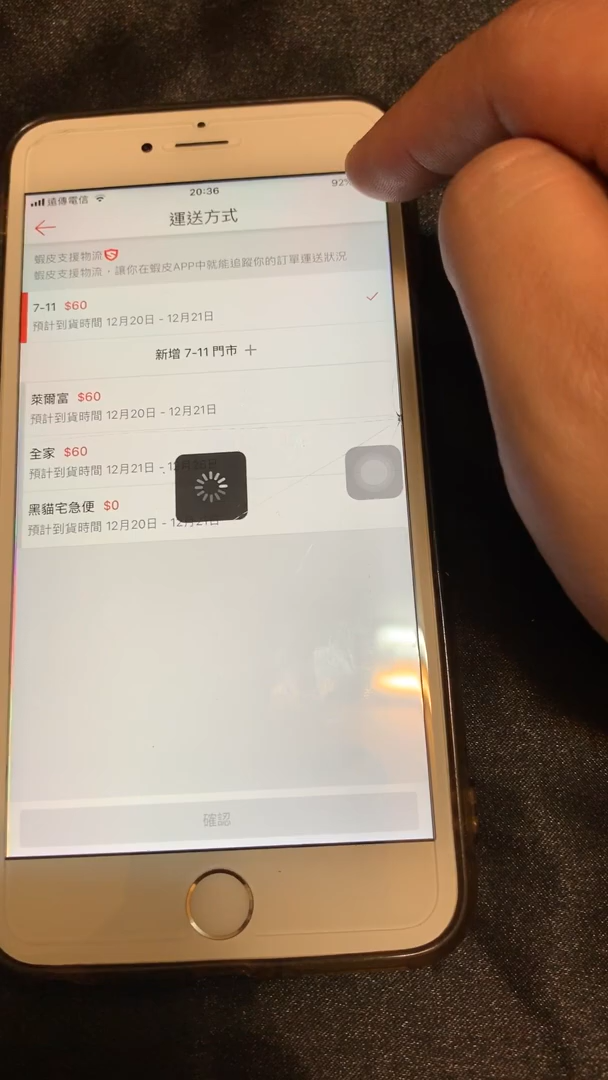 遠傳電信
20:36
92%
運送方式
蝦皮支援物流
蝦皮支援物流，讓你在蝦皮APP中就能追蹤你的訂單運送狀況
7-11 $60
預計到貨時間 12月20日 - 12月21日
新增 7-11 門市 +
萊爾富 $60
預計到貨時間 12月20日 - 12月21日
全家 $60
預計到貨時間 12月21日 -
黑貓宅急便 $0
預計到貨時間 12月20日 - 12月21日
確認